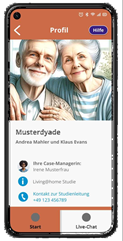 Profil
Hilfe
Musterdyade
Andrea Mahler und Klaus Evans
Ihre Case-Managerin:
Irene Musterfrau
Living@home Studie
Kontakt zur Studienleitung
+49 123 456789
Start
Live-Chat